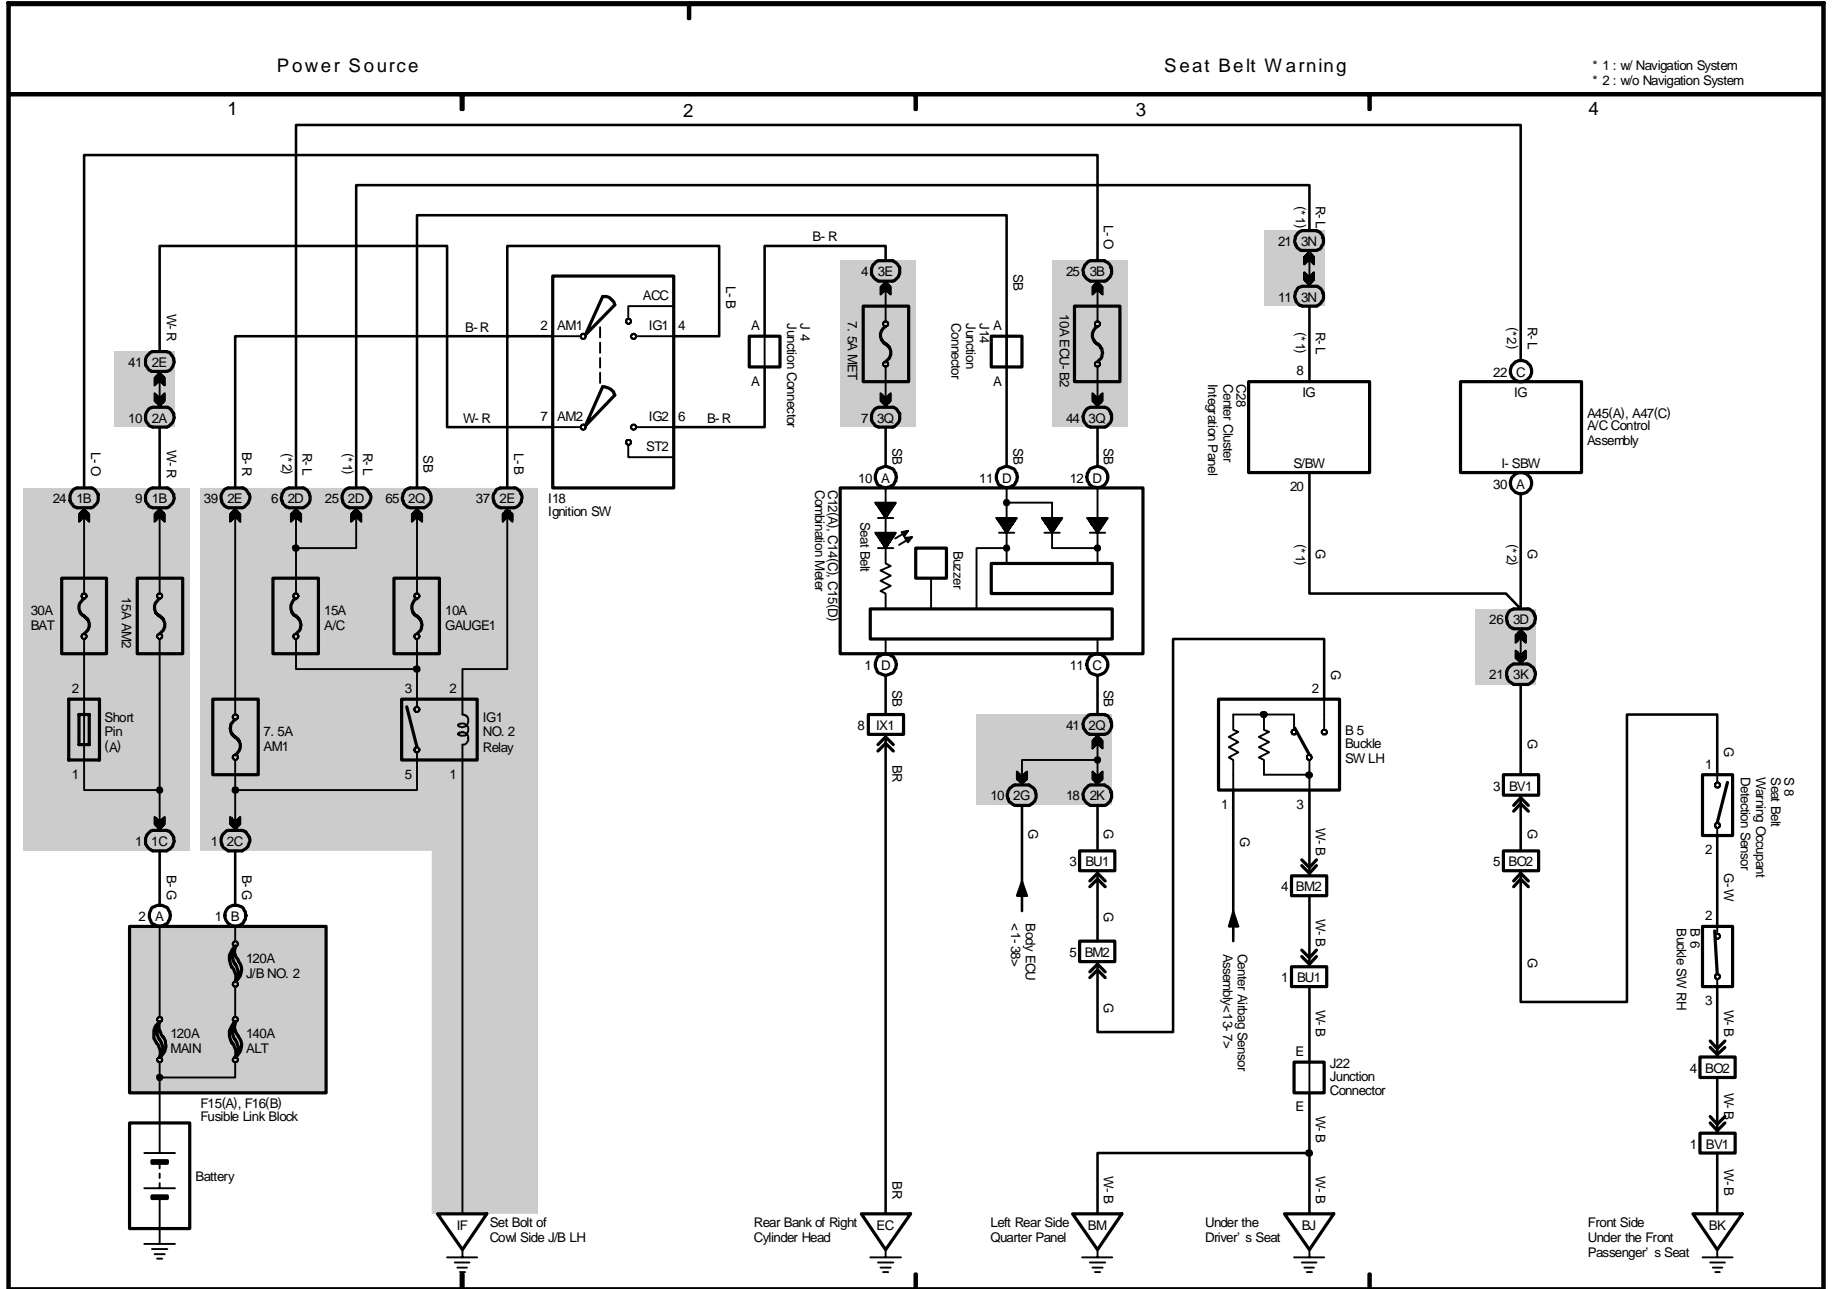 Power Source
Seat Belt Warning
* 1 : w/ Navigation System
* 2 : w/o Navigation System
1
2
3
4
R-L
(*1)
21 3N
11 3N
R-L
(*1)
8
IG
S/BW
20
C28
Center Cluster
Integration Panel
(*1)
G
R-L
(*2)
22 C
IG
I-SBW
30 A
A45(A), A47(C)
A/C Control
Assembly
(*2)
G
B-R
L-O
4 3E
7. 5A MET
7 3Q
SB
10 A
SB
A
J14
Junction
Connector
A
11 D
25 3B
10A ECU-B2
44 3Q
SB
12 D
W-R
41 2E
10 2A
W-R
L-O
B-R
2 AM1
ACC
IG1 4
L-B
W-R
7 AM2
IG2 6
ST2
B-R
I18
Ignition SW
A
J 4
Junction Connector
A
B-R
R-L
(*2)
R-L
(*1)
SB
L-B
24 1B
9 1B
39 2E
6 2D
25 2D
65 2Q
37 2E
30A
BAT
15A AM2
15A
A/C
10A
GAUGE1
2
Short
Pin
(A)
1
7. 5A
AM1
3
2
IG1
NO. 2
Relay
5
1
1 1C
1 2C
B-G
B-G
2 A
1 B
120A
J/B NO. 2
120A
MAIN
140A
ALT
F15(A), F16(B)
Fusible Link Block
Battery
IF
Set Bolt of
Cowl Side J/B LH
C12(A), C14(C), C15(D)
Combination Meter
Seat Belt
Buzzer
1 D
SB
8 IX1
BR
BR
Rear Bank of Right
Cylinder Head
EC
11 C
SB
41 2Q
10 2G
18 2K
G
Body ECU
<1-38>
G
3 BU1
G
5 BM2
G
G
2
B 5
Buckle
SW LH
1
3
G
Center Airbag Sensor
Assembly<13-7>
W-B
4 BM2
W-B
1 BU1
W-B
E
J22
Junction
Connector
E
W-B
W-B
W-B
Left Rear Side
Quarter Panel
BM
Under the
Driver' s Seat
BJ
26 3D
21 3K
G
3 BV1
G
5 BO2
G
G
1
S 8
Seat Belt
Warning Occupant
Detection Sensor
2
G-W
2
B 6
Buckle SW RH
3
W-B
4 BO2
W-B
1 BV1
W-B
Front Side
Under the Front
Passenger' s Seat
BK